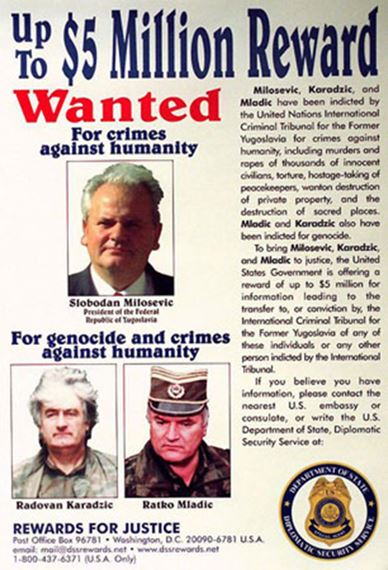 Up To $5 Million Reward
Wanted
For crimes
against humanity
Slobodan Milosevic
President of the Federal
Republic of Yugoslavia
For genocide and crimes
against humanity
Radovan Karadzic
Ratko Mladic
Milosevic, Karadzic, and
Mladic have been indicted by
the United Nations International
Criminal Tribunal for the Former
Yugoslavia for crimes against
humanity, including murders and
rapes of thousands of innocent
civilians, torture, hostage-taking of
peacekeepers, wanton destruction
of private property, and the
destruction of sacred places.
Mladic and Karadzic also have
been indicted for genocide.
To bring Milosevic, Karadzic,
and Mladic to justice, the United
States Government is offering a
reward of up to $5 million for
information leading to the
transfer to, or conviction by, the
International Criminal Tribunal for
the Former Yugoslavia of any of
these individuals or any other
person indicted by the International
Tribunal.
If you believe you have
information, please contact the
nearest U.S. embassy or
consulate, or write the U.S.
Department of State, Diplomatic
Security Service at:
REWARDS FOR JUSTICE
Post Office Box 96781 • Washington, D.C. 20090-6781 U.S.A.
email: mail@dssrewards.net • www.dssrewards.net
1-800-437-6371 (U.S.A. Only)
DEPARTMENT OF STATE
DIPLOMATIC SECURITY SERVICE